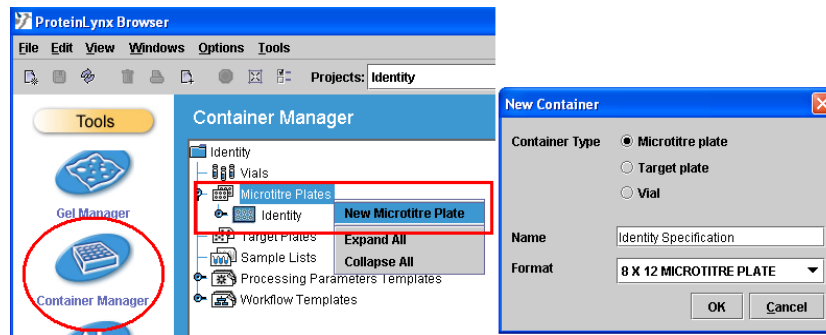 ProteinLynx Browser
File Edit View Windows Options Tools
Projects: Identity
Tools
Gel Manager
Container Manager
Container Manager
Identity
Vials
Microtitre Plates
Identity
Target Plates
Sample Lists
Processing Parameters Templates
Workflow Templates
New Microtitre Plate
Expand All
Collapse All
New Container
Container Type
Microtitre plate
Target plate
Vial
Name Identity Specification
Format 8 X 12 MICROTITRE PLATE
OK Cancel